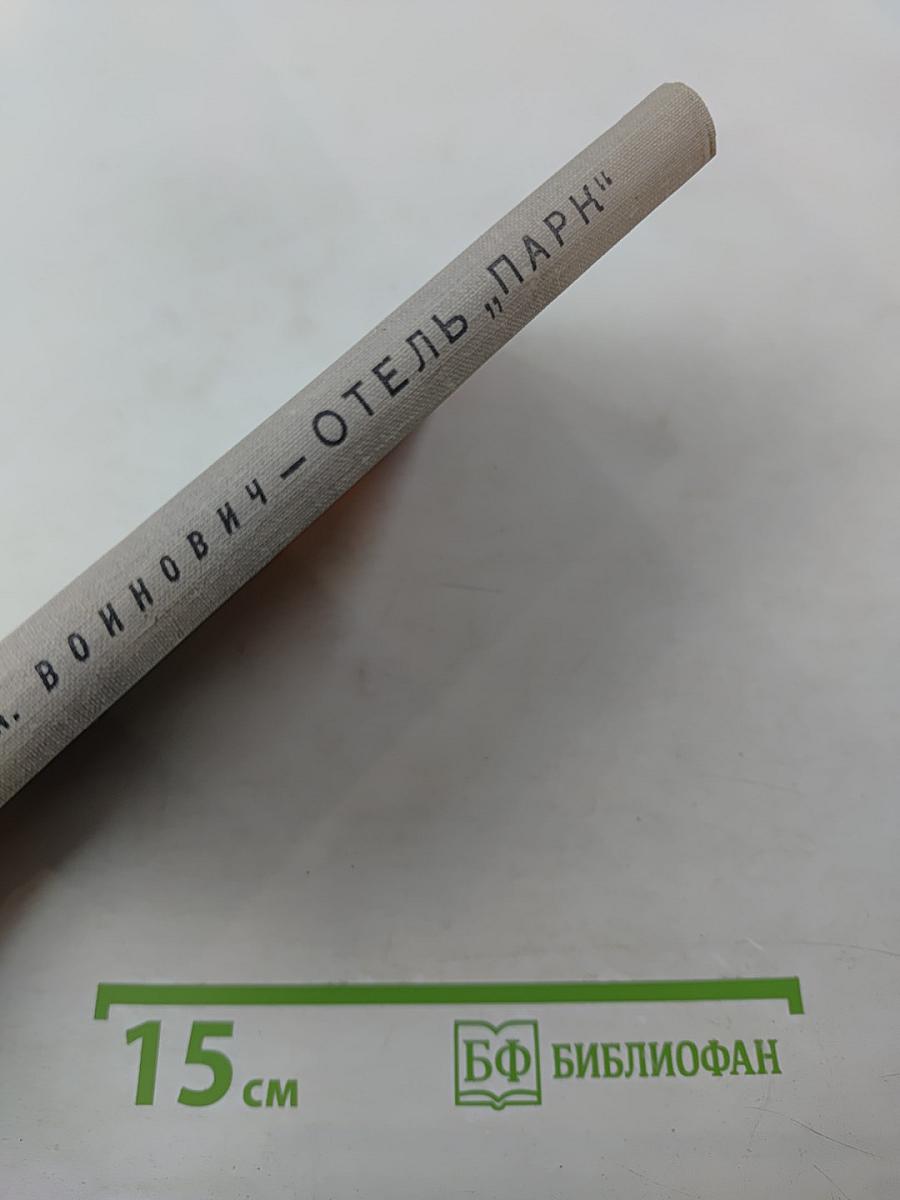 А. ВОИНОВИЧ — ОТЕЛЬ „ПАРК“
15 см
БФ БИБЛИОФАН